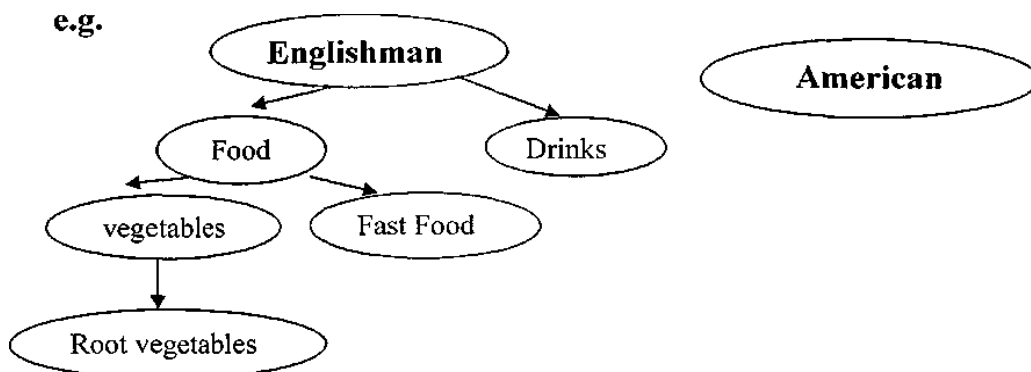 e.g.
Englishman
American
Food
Drinks
vegetables
Fast Food
Root vegetables